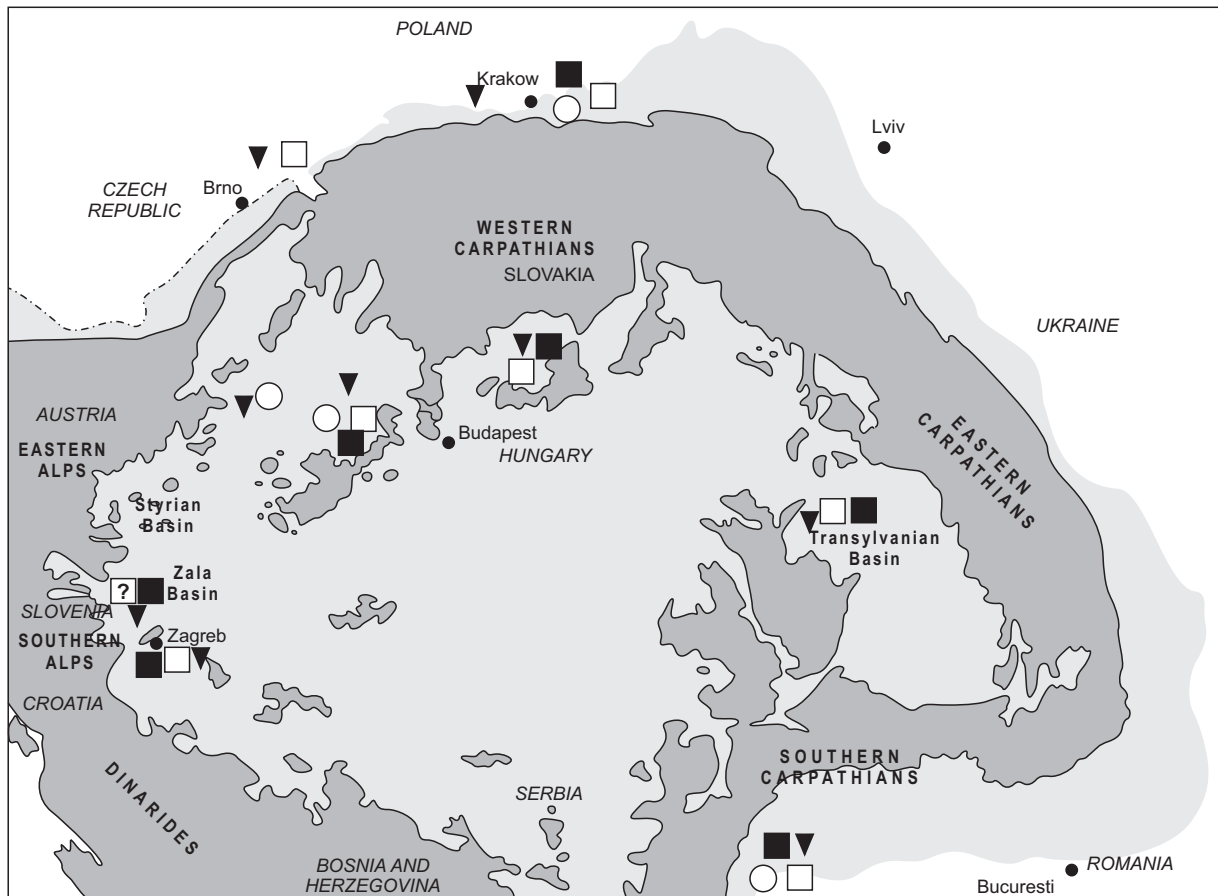 POLAND
Krakow
Lviv
CZECH
REPUBLIC
Brno
WESTERN
CARPATHIANS
SLOVAKIA
UKRAINE
AUSTRIA
EASTERN
ALPS
Budapest
HUNGARY
EASTERN
CARPATHIANS
Styrian
Basin
Transylvanian
Basin
?
Zala
Basin
SLOVENIA
SOUTHERN
ALPS
Zagreb
CROATIA
DINARIDES
SOUTHERN
CARPATHIANS
SERBIA
BOSNIA AND
HERZEGOVINA
ROMANIA
Bucuresti